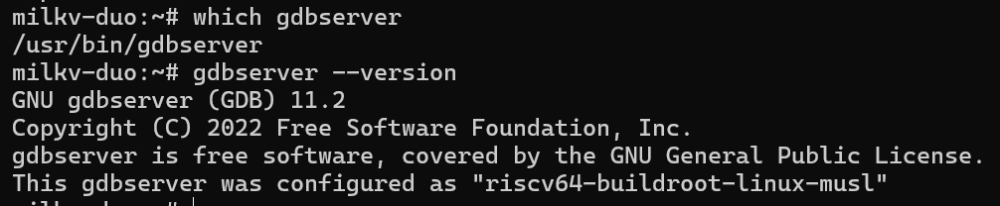 milkv-duo:~# which gdbserver
/usr/bin/gdbserver
milkv-duo:~# gdbserver --version
GNU gdbserver (GDB) 11.2
Copyright (C) 2022 Free Software Foundation, Inc.
gdbserver is free software, covered by the GNU General Public License.
This gdbserver was configured as "riscv64-buildroot-linux-musl"